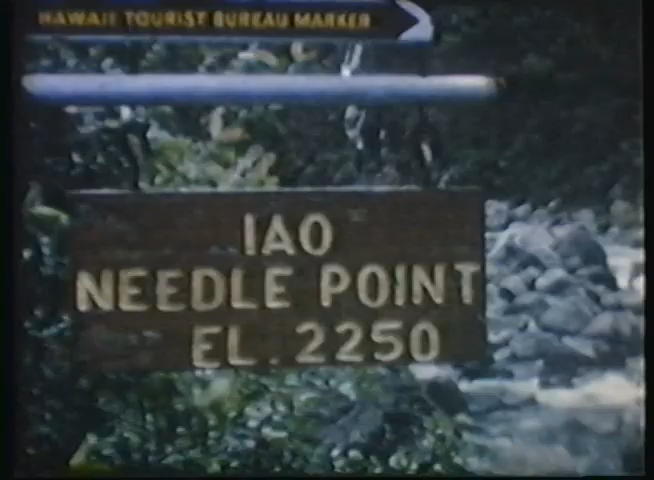 HAWAII TOURIST BUREAU MARKER
IAO
NEEDLE POINT
EL. 2250